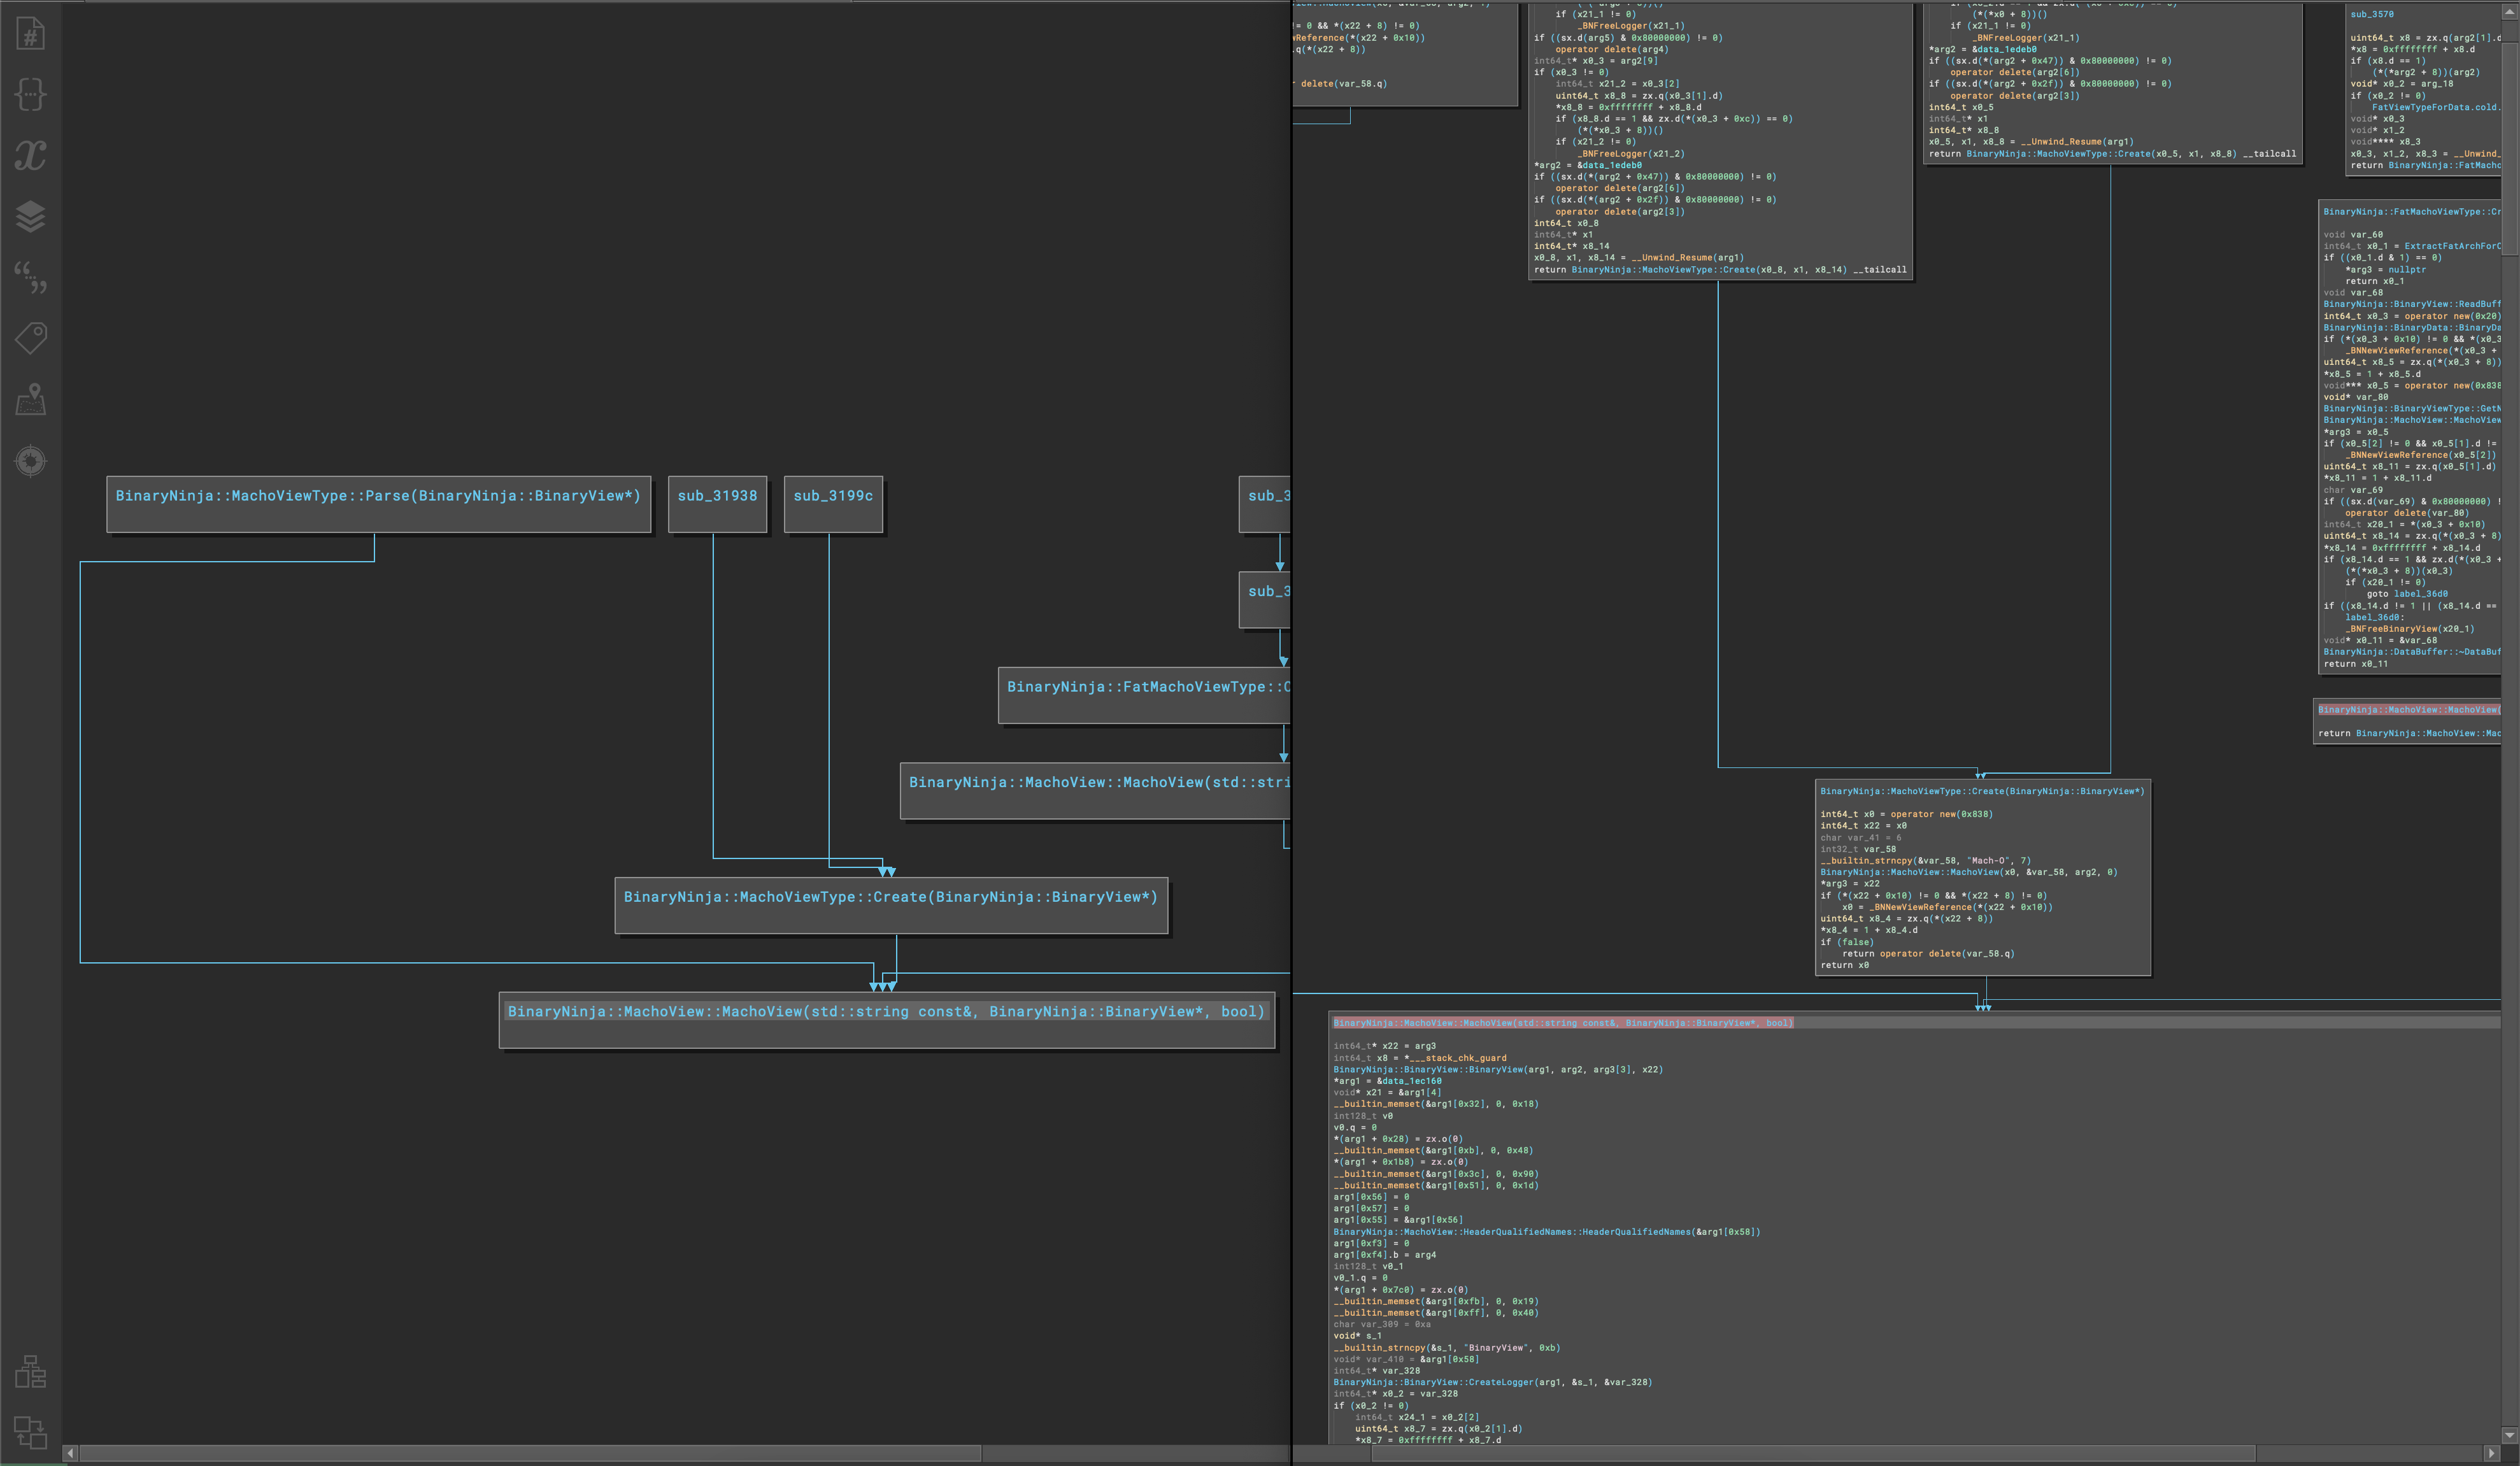 BinaryNinja::MachoViewType::Parse(BinaryNinja::BinaryView*)
sub_31938
sub_3199c
sub_3
sub_3
BinaryNinja::FatMachoViewType::C
BinaryNinja::MachoView::MachoView(std::stri
BinaryNinja::MachoViewType::Create(BinaryNinja::BinaryView*)
BinaryNinja::MachoView::MachoView(std::string const&, BinaryNinja::BinaryView*, bool)
= 0 && *(x22 + 8) != 0)
wReference(*(x22 + 0x10))
.q(*(x22 + 8))
delete(var_58.q)
if (x21_1 != 0)
_BNFreeLogger(x21_1)
if ((sx.d(arg5) & 0x80000000) != 0)
operator delete(arg4)
int64_t* x0_3 = arg2[9]
if (x0_3 != 0)
int64_t x21_2 = x0_3[2]
uint64_t x8_8 = zx.q(x0_3[1].d)
*x8_8 = 0xffffffff + x8_8.d
if (x8_8.d == 1 && zx.d(*(x0_3 + 0xc)) == 0)
(*(*x0_3 + 8))()
if (x21_2 != 0)
_BNFreeLogger(x21_2)
*arg2 = &data_1edeb0
if ((sx.d(*(arg2 + 0x47)) & 0x80000000) != 0)
operator delete(arg2[6])
if ((sx.d(*(arg2 + 0x2f)) & 0x80000000) != 0)
operator delete(arg2[3])
int64_t x0_8
int64_t* x1
int64_t* x8_14
x0_8, x1, x8_14 = __Unwind_Resume(arg1)
return BinaryNinja::MachoViewType::Create(x0_8, x1, x8_14) __tailcall
(*(*x0 + 8))()
if (x21_1 != 0)
_BNFreeLogger(x21_1)
*arg2 = &data_1edeb0
if ((sx.d(*(arg2 + 0x47)) & 0x80000000) != 0)
operator delete(arg2[6])
if ((sx.d(*(arg2 + 0x2f)) & 0x80000000) != 0)
operator delete(arg2[3])
int64_t x0_5
int64_t* x1
int64_t* x8_8
x0_5, x1, x8_8 = __Unwind_Resume(arg1)
return BinaryNinja::MachoViewType::Create(x0_5, x1, x8_8) __tailcall
sub_3570
uint64_t x8 = zx.q(arg2[1].d
*x8 = 0xffffffff + x8.d
if (x8.d == 1)
(*(*arg2 + 8))(arg2)
void* x0_2 = arg_18
if (x0_2 != 0)
FatViewTypeForData.cold.
void* x0_3
void* x1_2
void**** x8_3
x0_3, x1_2, x8_3 = __Unwind_
return BinaryNinja::FatMacho
BinaryNinja::FatMachoViewType::Cr
void var_60
int64_t x0_1 = ExtractFatArchForC
if ((x0_1.d & 1) == 0)
*arg3 = nullptr
return x0_1
void var_68
BinaryNinja::BinaryView::ReadBuff
int64_t x0_3 = operator new(0x20)
BinaryNinja::BinaryData::BinaryDa
if (*(x0_3 + 0x10) != 0 && *(x0_3
_BNNewViewReference(*(x0_3 +
uint64_t x8_5 = zx.q(*(x0_3 + 8))
*x8_5 = 1 + x8_5.d
void*** x0_5 = operator new(0x838
void* var_80
BinaryNinja::BinaryViewType::GetN
BinaryNinja::MachoView::MachoView
*arg3 = x0_5
if (x0_5[2] != 0 && x0_5[1].d !=
_BNNewViewReference(x0_5[2])
uint64_t x8_11 = zx.q(x0_5[1].d)
*x8_11 = 1 + x8_11.d
char var_69
if ((sx.d(var_69) & 0x80000000) !
operator delete(var_80)
int64_t x20_1 = *(x0_3 + 0x10)
uint64_t x8_14 = zx.q(*(x0_3 + 8)
*x8_14 = 0xffffffff + x8_14.d
if (x8_14.d == 1 && zx.d(*(x0_3 +
(*(*x0_3 + 8))(x0_3)
if (x20_1 != 0)
goto label_36d0
if ((x8_14.d != 1 || (x8_14.d ==
label_36d0:
_BNFreeBinaryView(x20_1)
void* x0_11 = &var_68
BinaryNinja::DataBuffer::~DataBuf
return x0_11
BinaryNinja::MachoView::MachoView(
return BinaryNinja::MachoView::Mac
BinaryNinja::MachoViewType::Create(BinaryNinja::BinaryView*)
int64_t x0 = operator new(0x838)
int64_t x22 = x0
char var_41 = 6
int32_t var_58
__builtin_strncpy(&var_58, "Mach-O", 7)
BinaryNinja::MachoView::MachoView(x0, &var_58, arg2, 0)
*arg3 = x22
if (*(x22 + 0x10) != 0 && *(x22 + 8) != 0)
x0 = _BNNewViewReference(*(x22 + 0x10))
uint64_t x8_4 = zx.q(*(x22 + 8))
*x8_4 = 1 + x8_4.d
if (false)
return operator delete(var_58.q)
return x0
BinaryNinja::MachoView::MachoView(std::string const&, BinaryNinja::BinaryView*, bool)
int64_t* x22 = arg3
int64_t x8 = *___stack_chk_guard
BinaryNinja::BinaryView::BinaryView(arg1, arg2, arg3[3], x22)
*arg1 = &data_1ec160
void* x21 = &arg1[4]
__builtin_memset(&arg1[0x32], 0, 0x18)
int128_t v0
v0.q = 0
*(arg1 + 0x28) = zx.o(0)
__builtin_memset(&arg1[0xb], 0, 0x48)
*(arg1 + 0x1b8) = zx.o(0)
__builtin_memset(&arg1[0x3c], 0, 0x90)
__builtin_memset(&arg1[0x51], 0, 0x1d)
arg1[0x56] = 0
arg1[0x57] = 0
arg1[0x55] = &arg1[0x56]
BinaryNinja::MachoView::HeaderQualifiedNames::HeaderQualifiedNames(&arg1[0x58])
arg1[0xf3] = 0
arg1[0xf4].b = arg4
int128_t v0_1
v0_1.q = 0
*(arg1 + 0x7c0) = zx.o(0)
__builtin_memset(&arg1[0xfb], 0, 0x19)
__builtin_memset(&arg1[0xff], 0, 0x40)
char var_309 = 0xa
void* s_1
__builtin_strncpy(&s_1, "BinaryView", 0xb)
void* var_410 = &arg1[0x58]
int64_t* var_328
BinaryNinja::BinaryView::CreateLogger(arg1, &s_1, &var_328)
int64_t* x0_2 = var_328
if (x0_2 != 0)
int64_t x24_1 = x0_2[2]
uint64_t x8_7 = zx.q(x0_2[1].d)
*x8_7 = 0xffffffff + x8_7.d